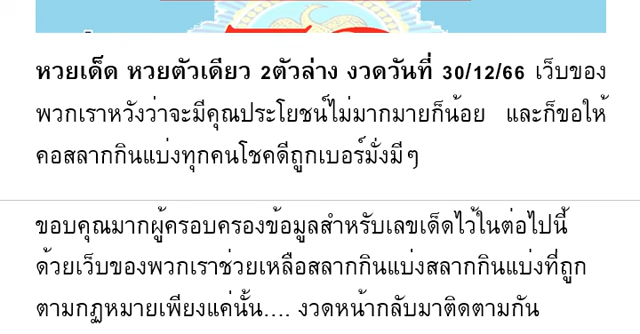 หวยเด็ด หวยตัวเดียว 2ตัวล่าง งวดวันที่ 30/12/66 เว็บของ
พวกเราหวังว่าจะมีคุณประโยชน์ไม่มากมายก็น้อย และก็ขอให้
คอสลากกินแบ่งทุกคนโชคดีถูกเบอร์มั่งมีๆ
ขอบคุณมากผู้ครอบครองข้อมูลสำหรับเลขเด็ดไว้ในต่อไปนี้
ด้วยเว็บของพวกเราช่วยเหลือสลากกินแบ่งสลากกินแบ่งที่ถูก
ตามกฏหมายเพียงแค่นั้น.... งวดหน้ากลับมาติดตามกัน